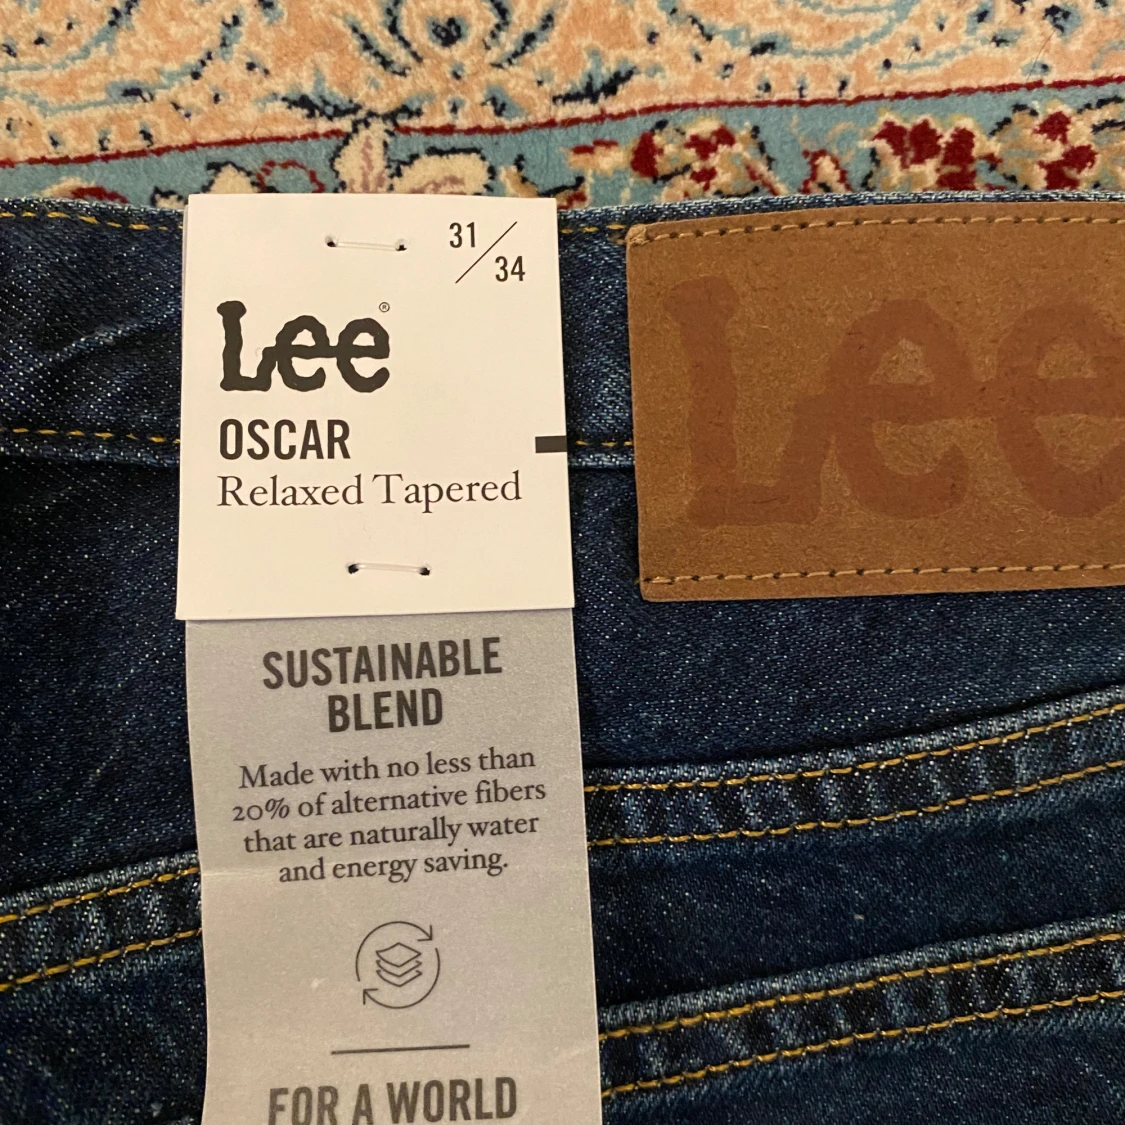 31/34
Lee®
OSCAR
Relaxed Tapered
SUSTAINABLE
BLEND
Made with no less than
20% of alternative fibers
that are naturally water
and energy saving.
FOR A WORLD
Lee